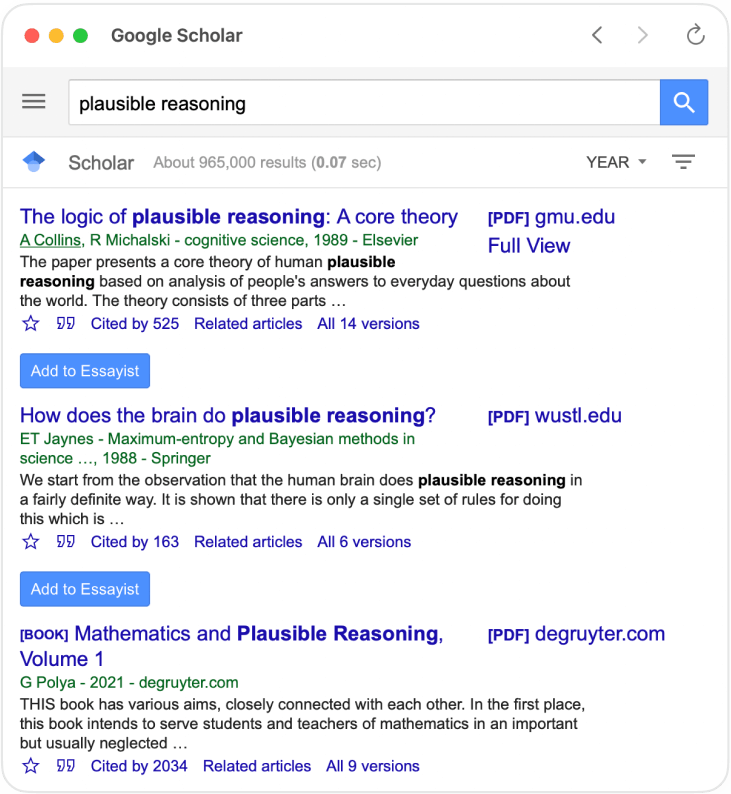 Google Scholar
plausible reasoning
Scholar About 965,000 results (0.07 sec) YEAR
The logic of plausible reasoning: A core theory [PDF] gmu.edu
A Collins, R Michalski - cognitive science, 1989 - Elsevier Full View
The paper presents a core theory of human plausible
reasoning based on analysis of people's answers to everyday questions about
the world. The theory consists of three parts …
Cited by 525 Related articles All 14 versions
Add to Essayist
How does the brain do plausible reasoning? [PDF] wustl.edu
ET Jaynes - Maximum-entropy and Bayesian methods in
science …, 1988 - Springer
We start from the observation that the human brain does plausible reasoning in
a fairly definite way. It is shown that there is only a single set of rules for doing
this which is …
Cited by 163 Related articles All 6 versions
Add to Essayist
[BOOK] Mathematics and Plausible Reasoning, [PDF] degruyter.com
Volume 1
G Polya - 2021 - degruyter.com
THIS book has various aims, closely connected with each other. In the first place,
this book intends to serve students and teachers of mathematics in an important
but usually neglected …
Cited by 2034 Related articles All 9 versions